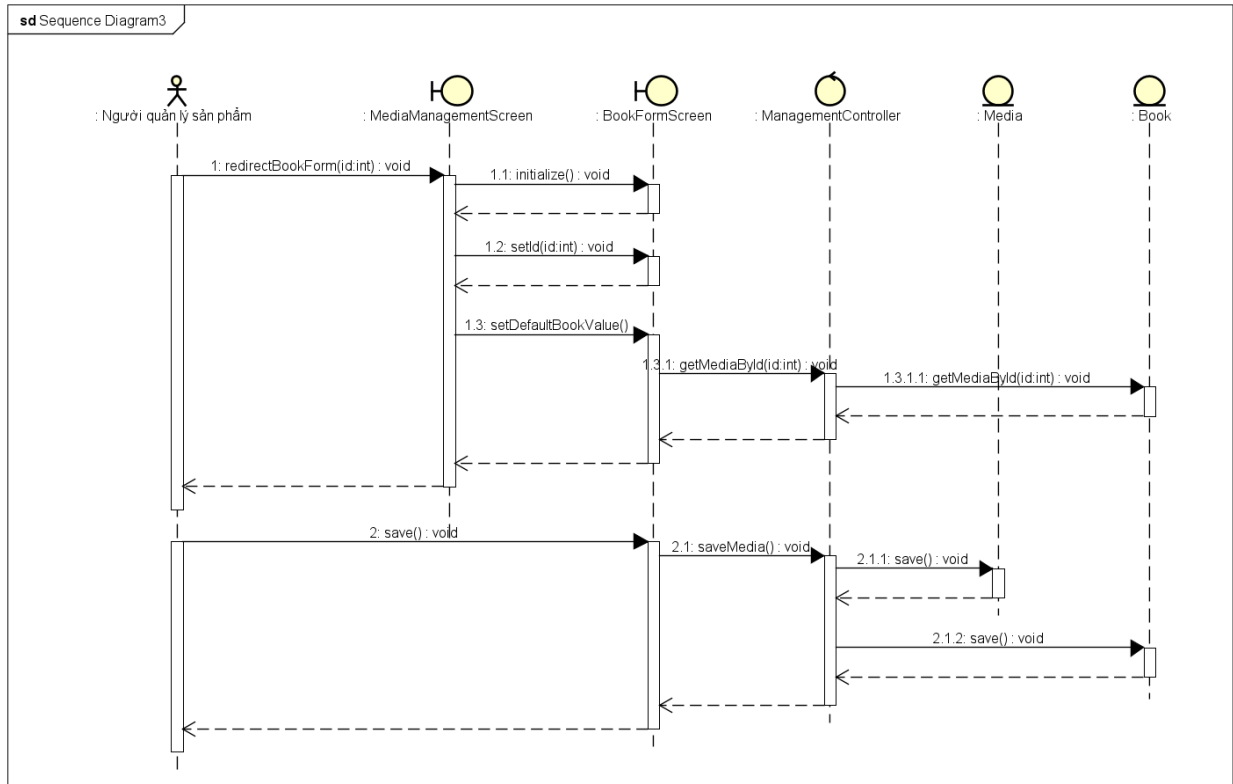 sd Sequence Diagram3
: Người quản lý sản phẩm
: MediaManagementScreen
: BookFormScreen
: ManagementController
: Media
: Book
1: redirectBookForm(id:int) : void
1.1: initialize() : void
1.2: setId(id:int) : void
1.3: setDefaultBookValue()
1.3.1: getMediaById(id:int) : void
1.3.1.1: getMediaById(id:int) : void
2: save() : void
2.1: saveMedia() : void
2.1.1: save() : void
2.1.2: save() : void